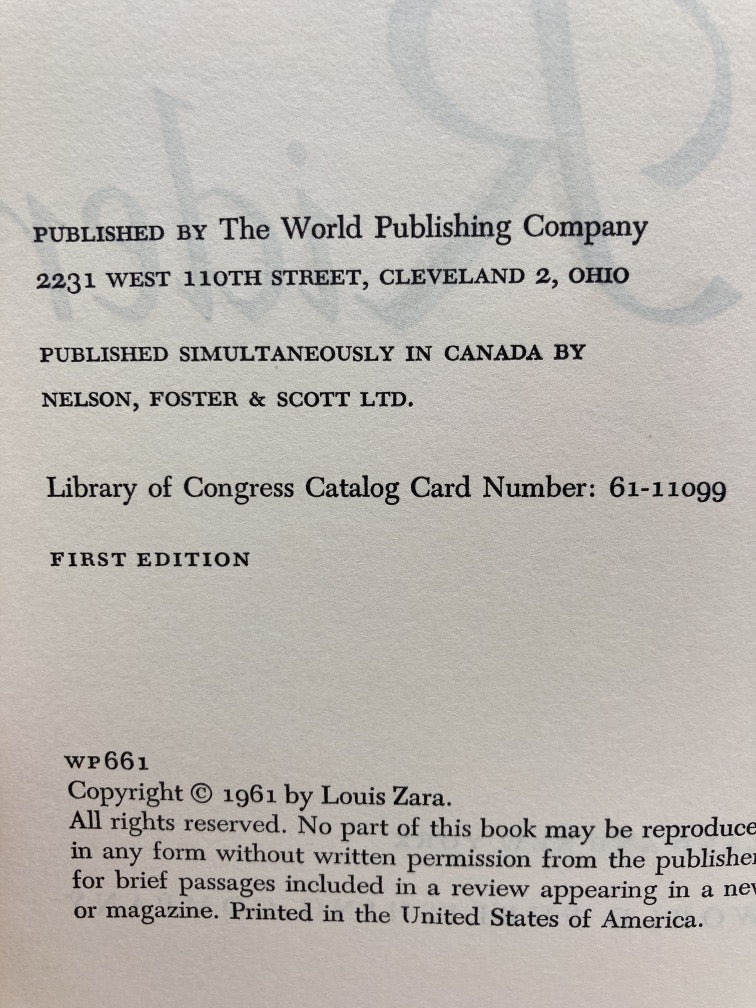 PUBLISHED BY The World Publishing Company
2231 WEST 110TH STREET, CLEVELAND 2, OHIO
PUBLISHED SIMULTANEOUSLY IN CANADA BY
NELSON, FOSTER & SCOTT LTD.
Library of Congress Catalog Card Number: 61-11099
FIRST EDITION
WP661
Copyright © 1961 by Louis Zara.
All rights reserved. No part of this book may be reproduce
in any form without written permission from the publisher
for brief passages included in a review appearing in a new
or magazine. Printed in the United States of America.